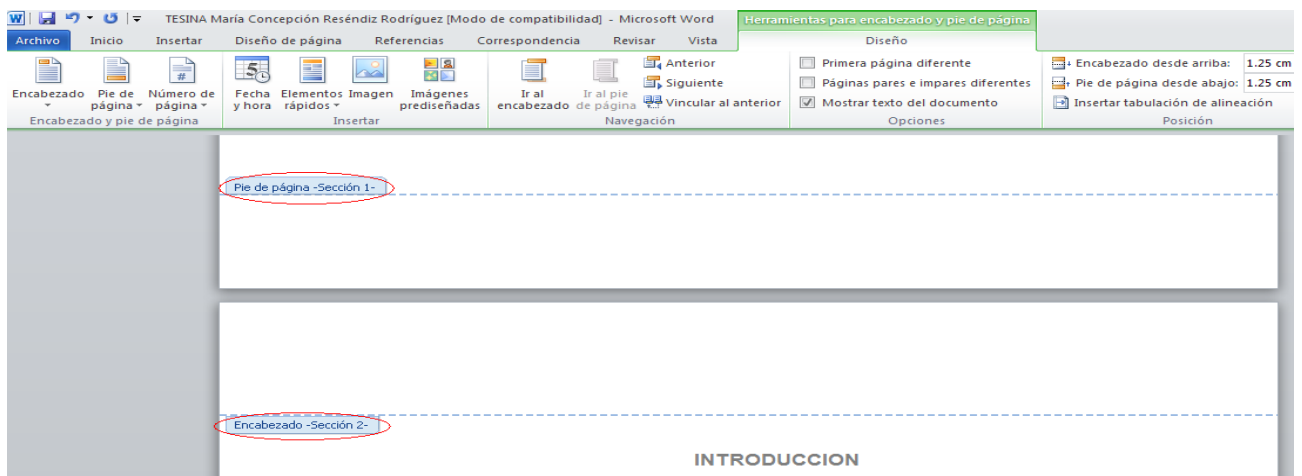 TESINA María Concepción Reséndiz Rodríguez [Modo de compatibilidad] - Microsoft Word
Herramientas para encabezado y pie de página
Archivo Inicio Insertar Diseño de página Referencias Correspondencia Revisar Vista Diseño
Encabezado
Pie de página
Número de página
Encabezado y pie de página
Fecha y hora
Elementos rápidos
Imagen
Imágenes prediseñadas
Insertar
Ir al encabezado
Ir al pie de página
Anterior
Siguiente
Vincular al anterior
Navegación
Primera página diferente
Páginas pares e impares diferentes
Mostrar texto del documento
Opciones
Encabezado desde arriba: 1.25 cm
Pie de página desde abajo: 1.25 cm
Insertar tabulación de alineación
Posición
Pie de página -Sección 1-
Encabezado -Sección 2-
INTRODUCCION